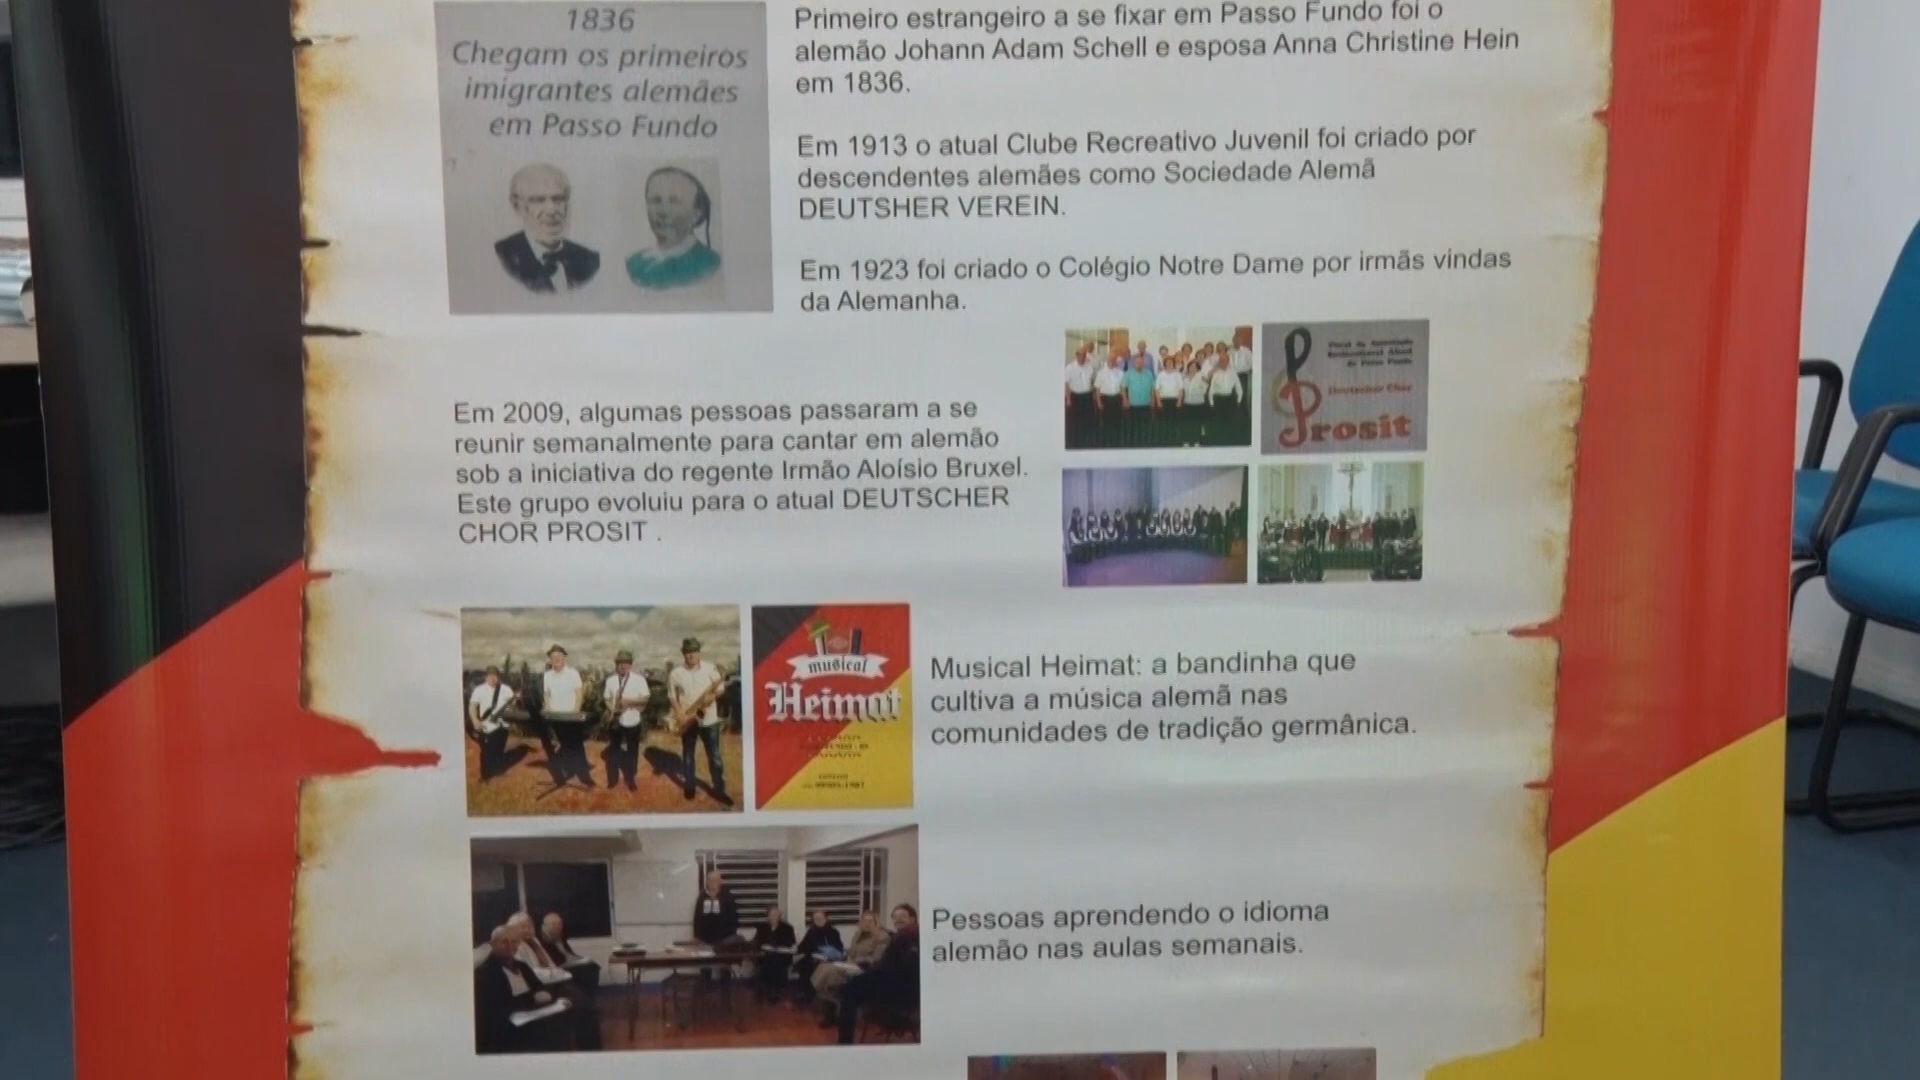 1836
Chegam os primeiros
imigrantes alemães
em Passo Fundo
Primeiro estrangeiro a se fixar em Passo Fundo foi o
alemão Johann Adam Schell e esposa Anna Christine Hein
em 1836.
Em 1913 o atual Clube Recreativo Juvenil foi criado por
descendentes alemães como Sociedade Alemã
DEUTSHER VEREIN.
Em 1923 foi criado o Colégio Notre Dame por irmãs vindas
da Alemanha.
Em 2009, algumas pessoas passaram a se
reunir semanalmente para cantar em alemão
sob a iniciativa do regente Irmão Aloísio Bruxel.
Este grupo evoluiu para o atual DEUTSCHER
CHOR PROSIT .
Deutscher Chor
Prosit
musical
Heimat
Musical Heimat: a bandinha que
cultiva a música alemã nas
comunidades de tradição germânica.
Pessoas aprendendo o idioma
alemão nas aulas semanais.